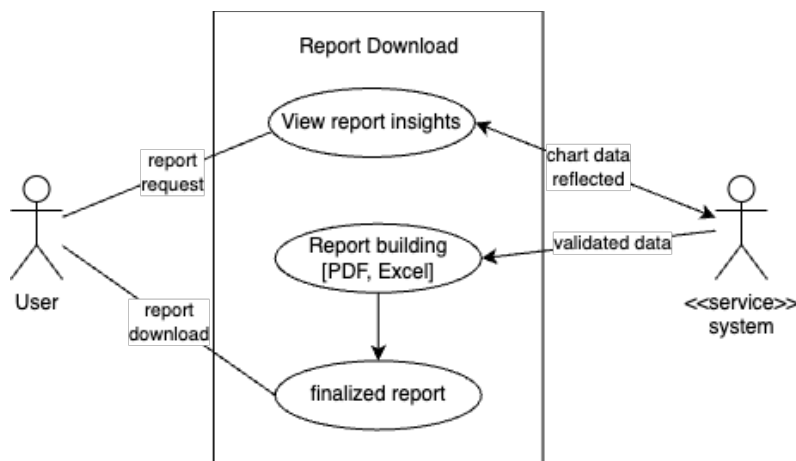 Report Download
View report insights
report
request
chart data
reflected
Report building
[PDF, Excel]
validated data
User
<<service>>
system
report
download
finalized report